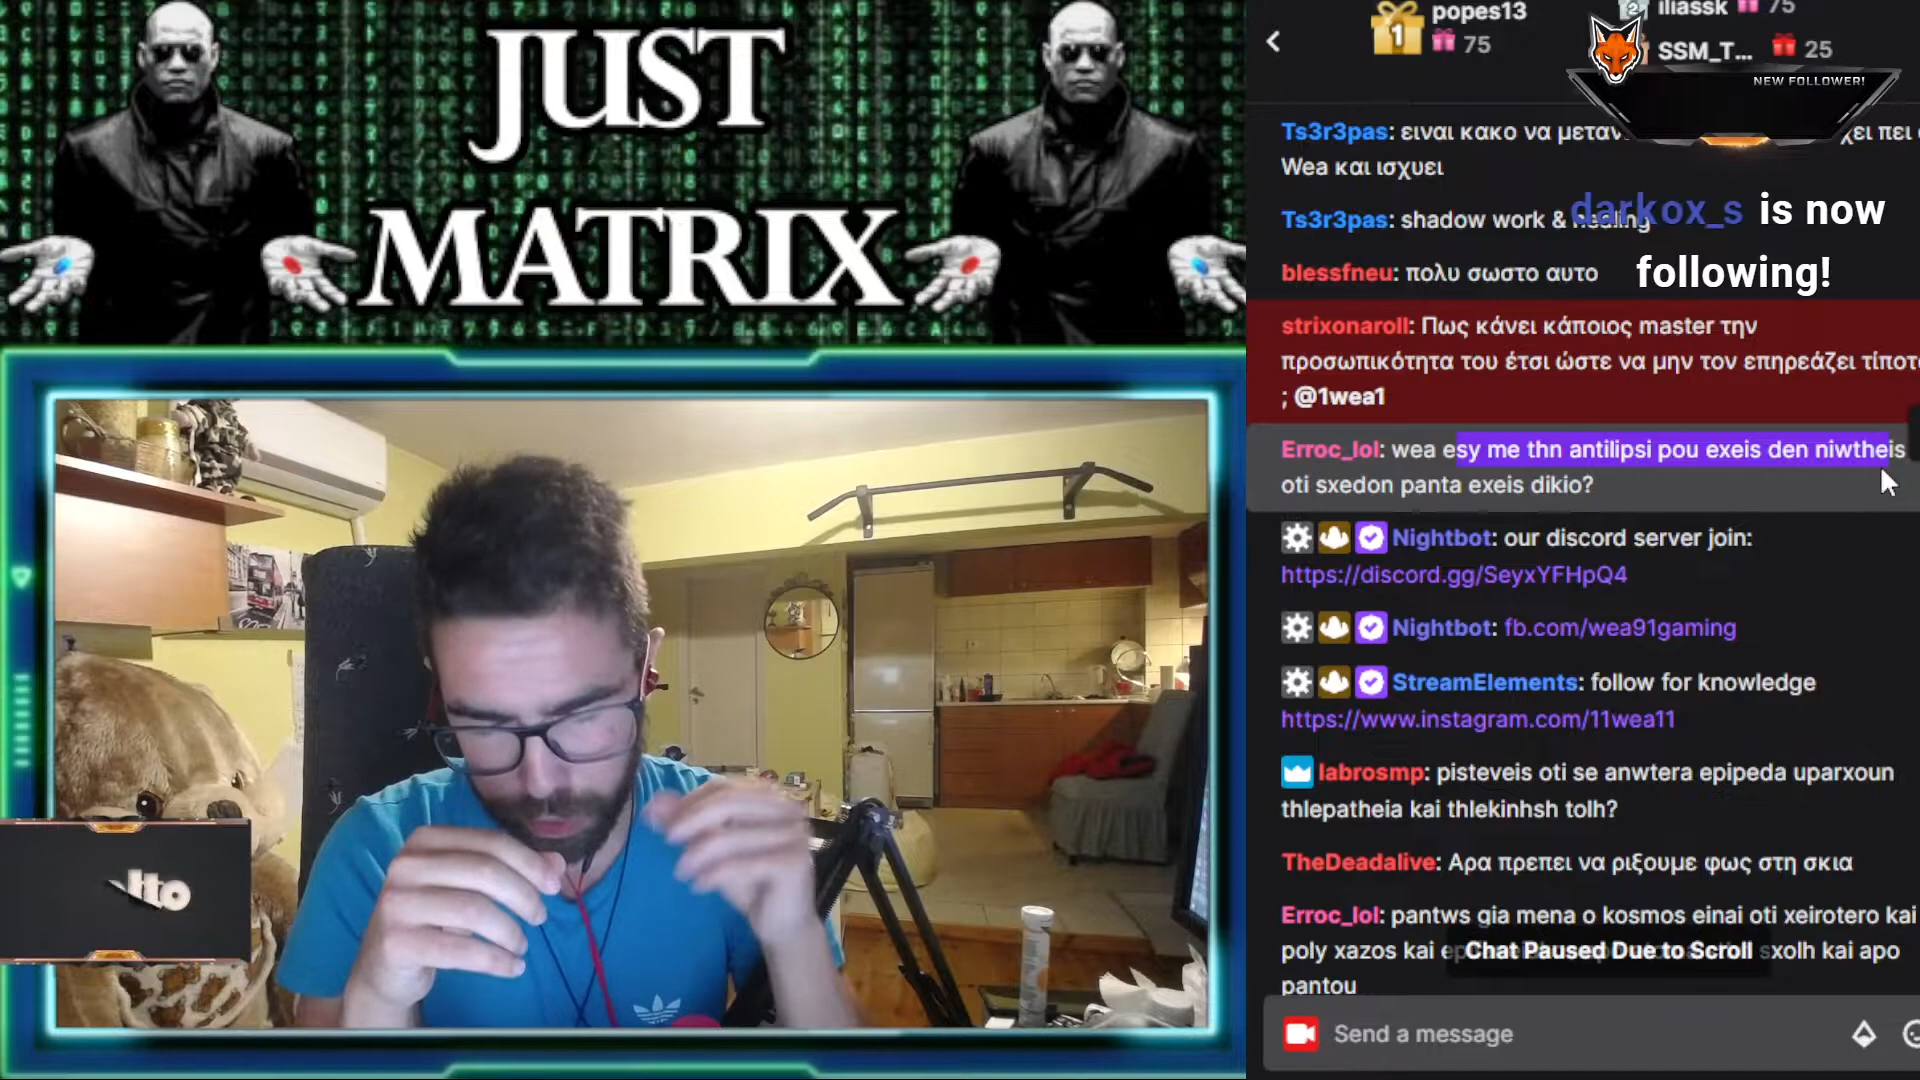 JUST
MATRIX
popes13
1
75
2
iliassk 75
SSM_T... 25
NEW FOLLOWER!
darkox_s is now
following!
Ts3r3pas: ειναι κακο να πει
Wea και ισχυει
Ts3r3pas: shadow work & healing
blessfneu: πολυ σωστο αυτο
strixonaroll: Πως κάνει κάποιος master την
προσωπικότητα του έτσι ώστε να μην τον επηρεάζει
; @1wea1
Erroc_lol: wea esy me thn antilipsi pou exeis den niwtheis
oti sxedon panta exeis dikio?
Nightbot: our discord server join:
https://discord.gg/SeyxYFHpQ4
Nightbot: fb.com/wea91gaming
StreamElements: follow for knowledge
https://www.instagram.com/11wea11
labrosmp: pisteveis oti se anwtera epipeda uparxoun
thlepatheia kai thlekinhsh tolh?
TheDeadalive: Αρα πρεπει να ριξουμε φως στη σκια
Erroc_lol: pantws gia mena o kosmos einai oti xeirotero kai
poly xazos kai sxolh kai apo
Chat Paused Due to Scroll
pantou
Send a message